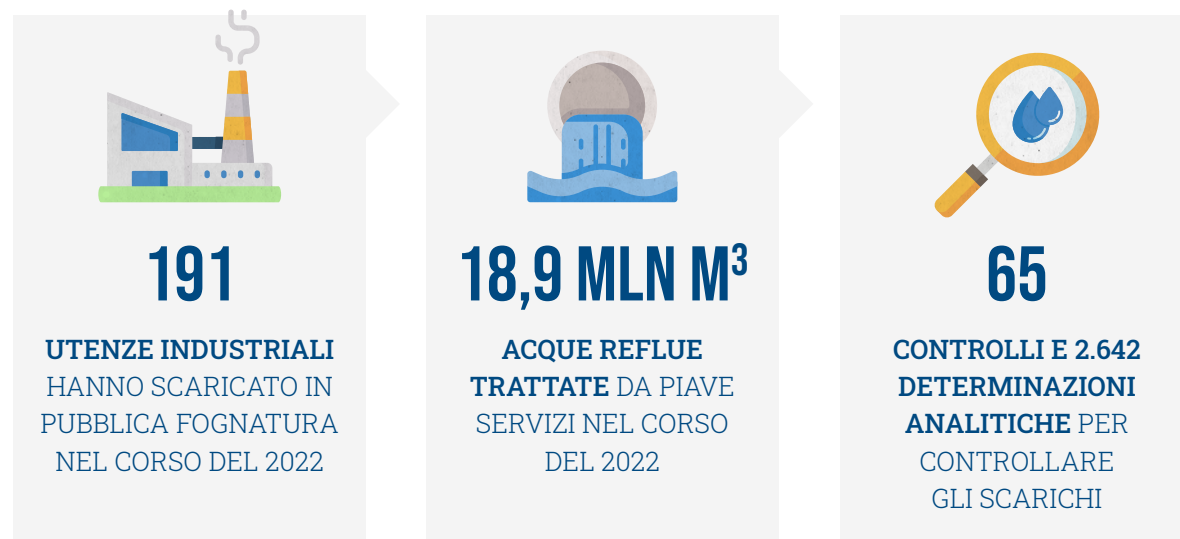 191
UTENZE INDUSTRIALI
HANNO SCARICATO IN
PUBBLICA FOGNATURA
NEL CORSO DEL 2022
18,9 MLN M³
ACQUE REFLUE
TRATTATE DA PIAVE
SERVIZI NEL CORSO
DEL 2022
65
CONTROLLI E 2.642
DETERMINAZIONI
ANALITICHE PER
CONTROLLARE
GLI SCARICHI